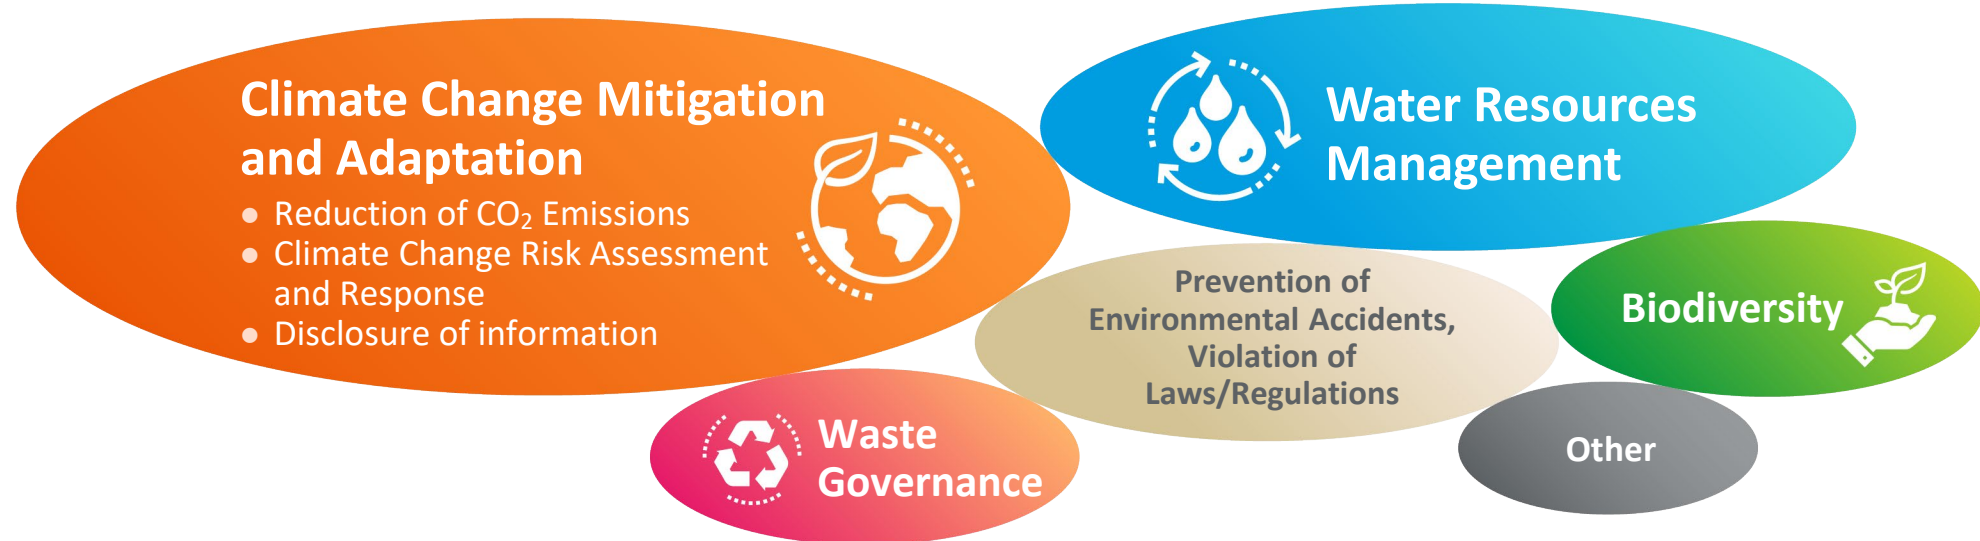 Climate Change Mitigation
and Adaptation
● Reduction of CO₂ Emissions
● Climate Change Risk Assessment
and Response
● Disclosure of information
Water Resources
Management
Prevention of
Environmental Accidents,
Violation of
Laws/Regulations
Biodiversity
Waste
Governance
Other